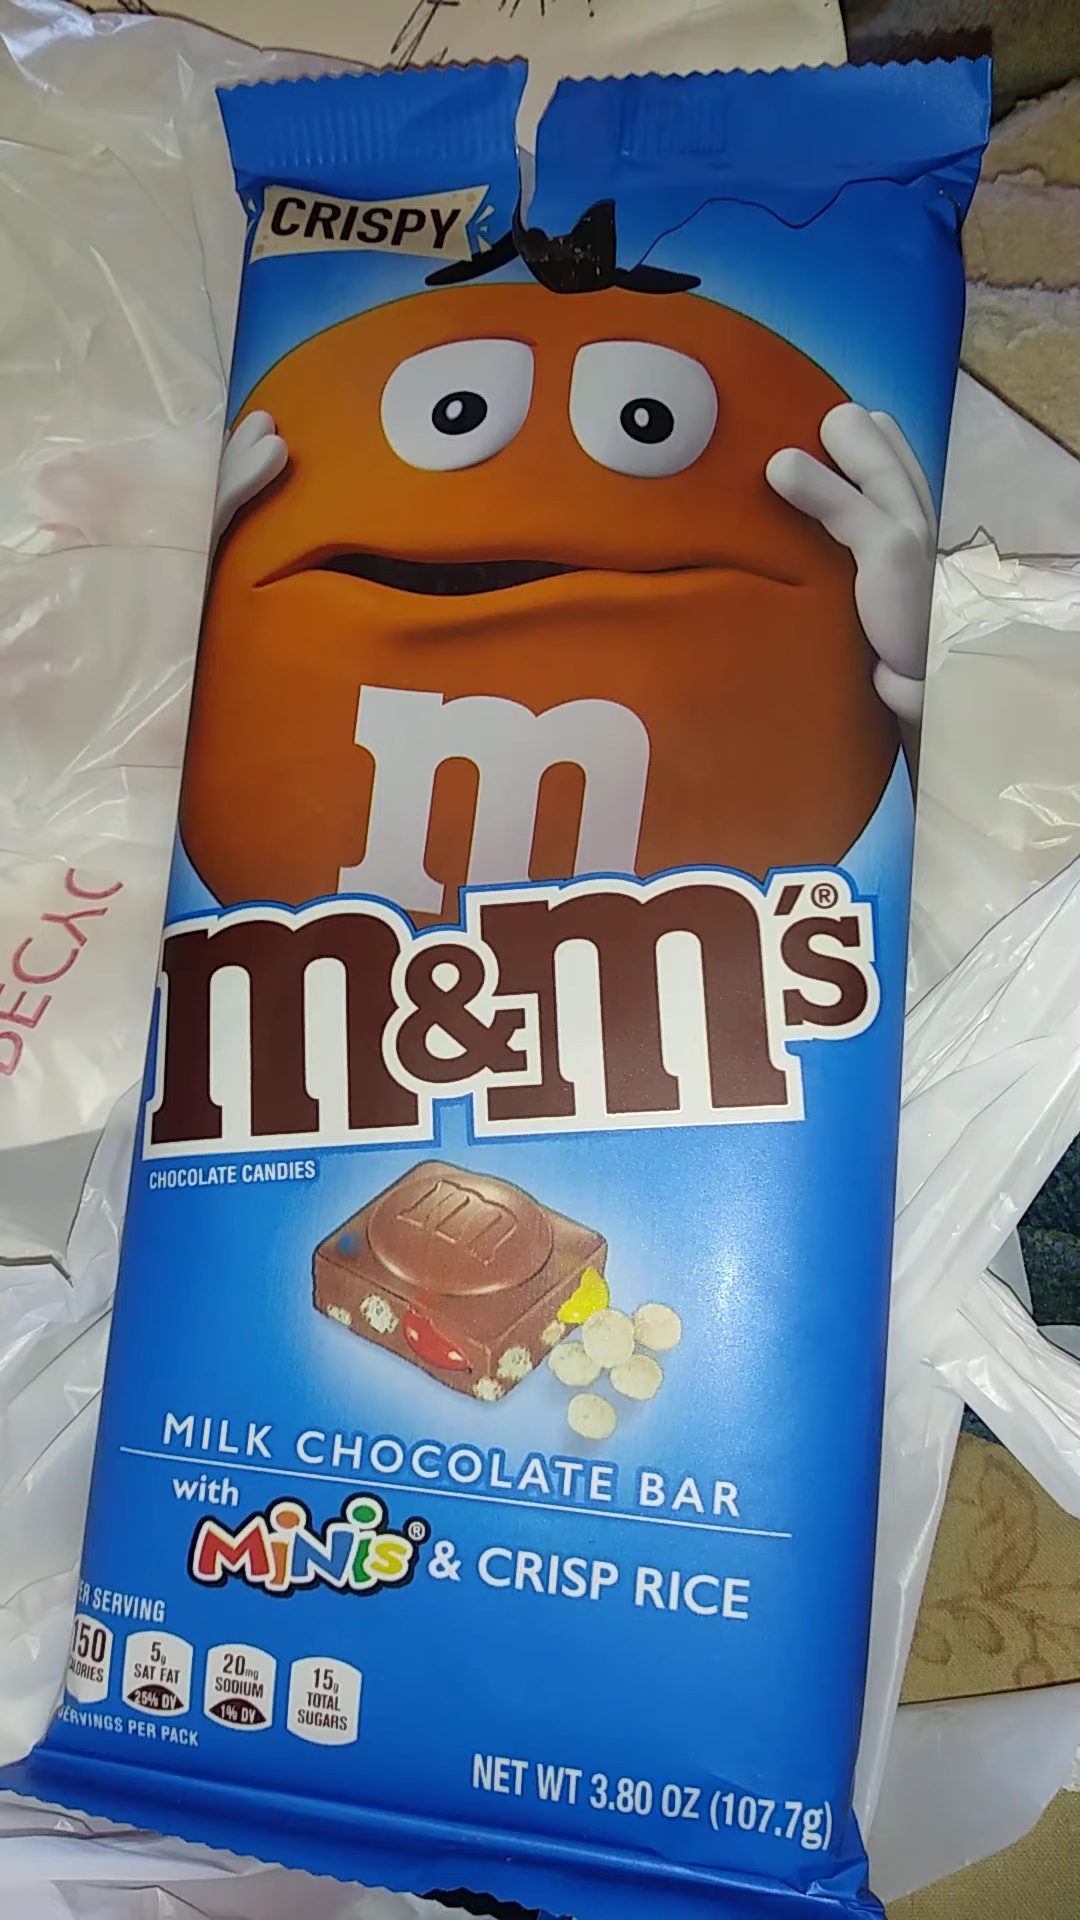 CRISPY
m
m&m's®
CHOCOLATE CANDIES
m
MILK CHOCOLATE BAR
with
MiNis® & CRISP RICE
SERVING
150
5g
SAT FAT
25% DV
20mg
SODIUM
1% DV
15g
TOTAL
SUGARS
PER PACK
NET WT 3.80 OZ (107.7g)